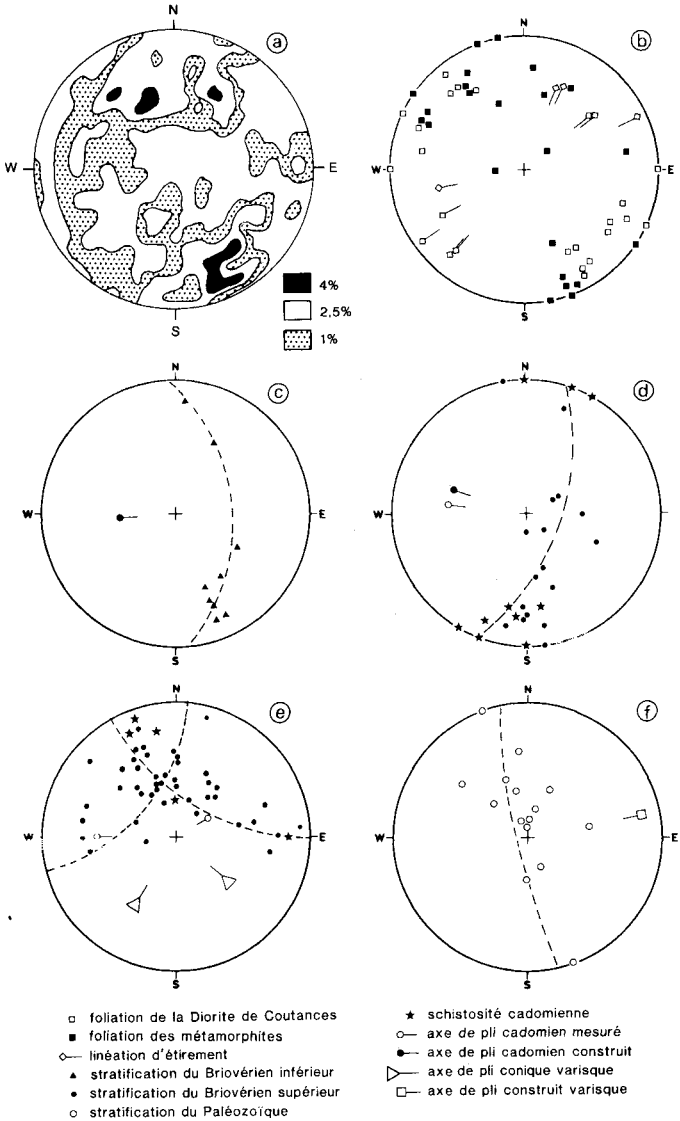 N
a
W
E
S
4%
2,5%
1%
N
b
W
E
S
N
c
W
E
S
N
d
W
E
S
N
e
W
E
S
N
f
W
E
S
foliation de la Diorite de Coutances
foliation des métamorphites
linéation d'étirement
stratification du Briovérien inférieur
stratification du Briovérien supérieur
stratification du Paléozoïque
schistosité cadomienne
axe de pli cadomien mesuré
axe de pli cadomien construit
axe de pli conique varisque
axe de pli construit varisque